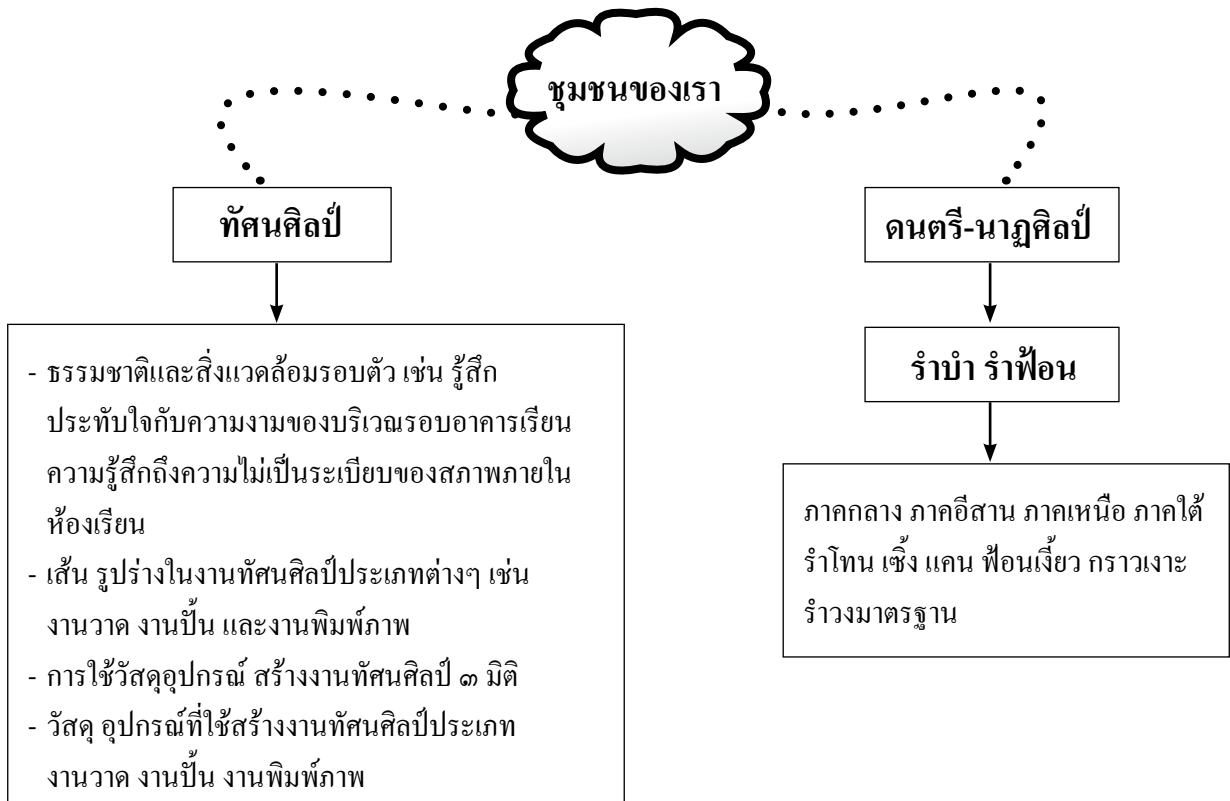 ชุมชนของเรา
ทัศนศิลป์
- ธรรมชาติและสิ่งแวดล้อมรอบตัว เช่น รู้สึก
ประทับใจกับความงามของบริเวณรอบอาคารเรียน
ความรู้สึกถึงความไม่เป็นระเบียบของสภาพภายใน
ห้องเรียน
- เส้น รูปร่างในงานทัศนศิลป์ประเภทต่างๆ เช่น
งานวาด งานปั้น และงานพิมพ์ภาพ
- การใช้วัสดุอุปกรณ์ สร้างงานทัศนศิลป์ ๓ มิติ
- วัสดุ อุปกรณ์ที่ใช้สร้างงานทัศนศิลป์ประเภท
งานวาด งานปั้น งานพิมพ์ภาพ
ดนตรี-นาฏศิลป์
รำบำ รำฟ้อน
ภาคกลาง ภาคอีสาน ภาคเหนือ ภาคใต้
รำโทน เซิ้ง แคน ฟ้อนเงี้ยว กราวเงาะ
รำวงมาตรฐาน